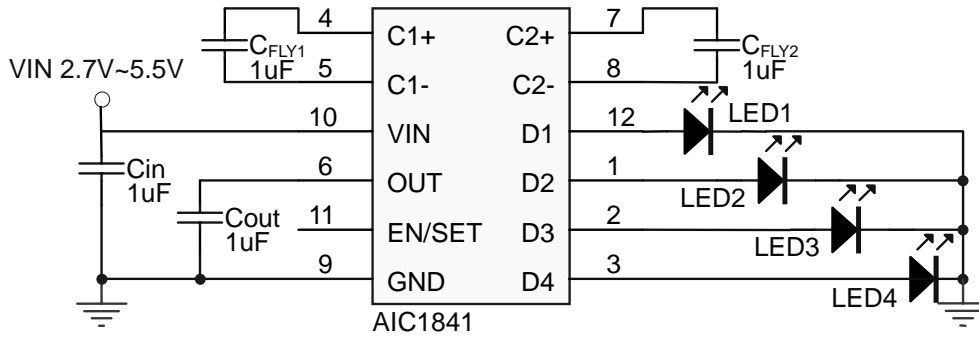 4
C1+
C2+
7
CFLY1
1uF
CFLY2
1uF
VIN 2.7V~5.5V
5
C1-
C2-
8
10
VIN
D1
12
LED1
Cin
1uF
6
OUT
D2
1
LED2
Cout
1uF
11
EN/SET
D3
2
LED3
9
GND
D4
3
LED4
AIC1841